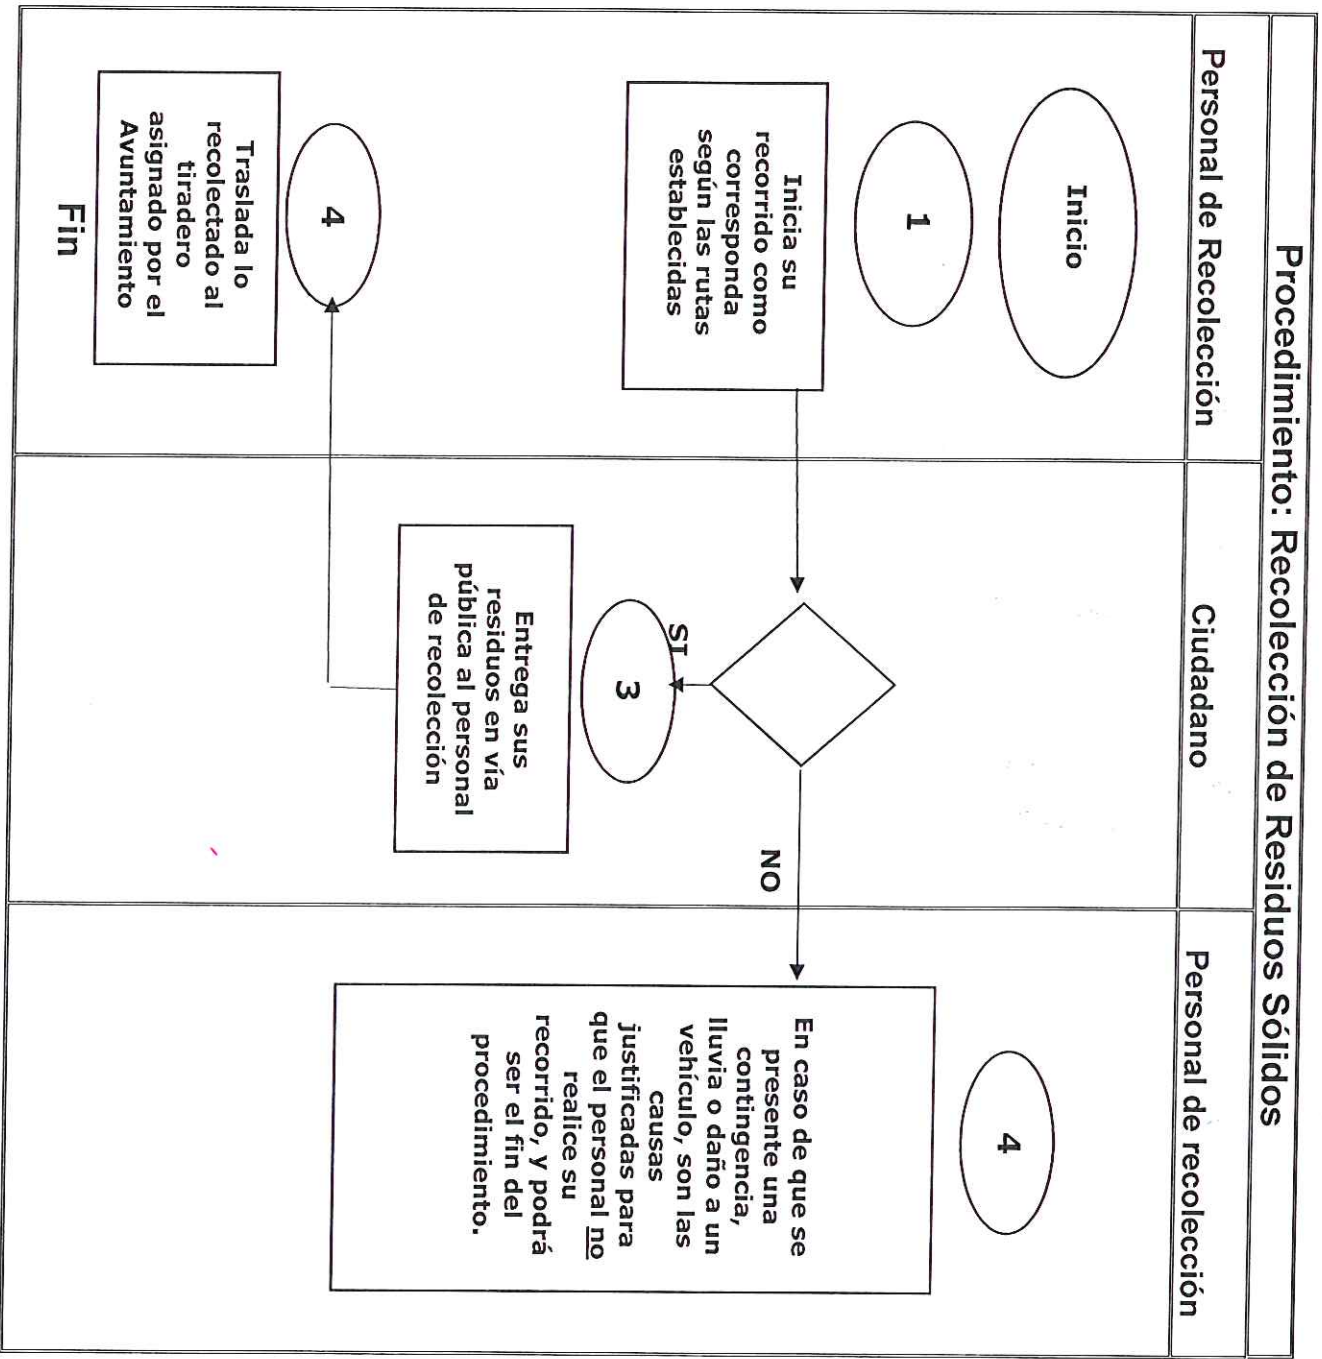 Procedimiento: Recolección de Residuos Sólidos
Personal de Recolección
Ciudadano
Personal de recolección
Inicio
1
Inicia su
recorrido como
corresponda
según las rutas
establecidas
4
Traslada lo
recolectado al
tiradero
asignado por el
Avuntamiento
Fin
SI
3
Entrega sus
residuos en vía
pública al personal
de recolección
NO
4
En caso de que se
presente una
contingencia,
lluvia o daño a un
vehículo, son las
causas
justificadas para
que el personal no
realice su
recorrido, y podrá
ser el fin del
procedimiento.